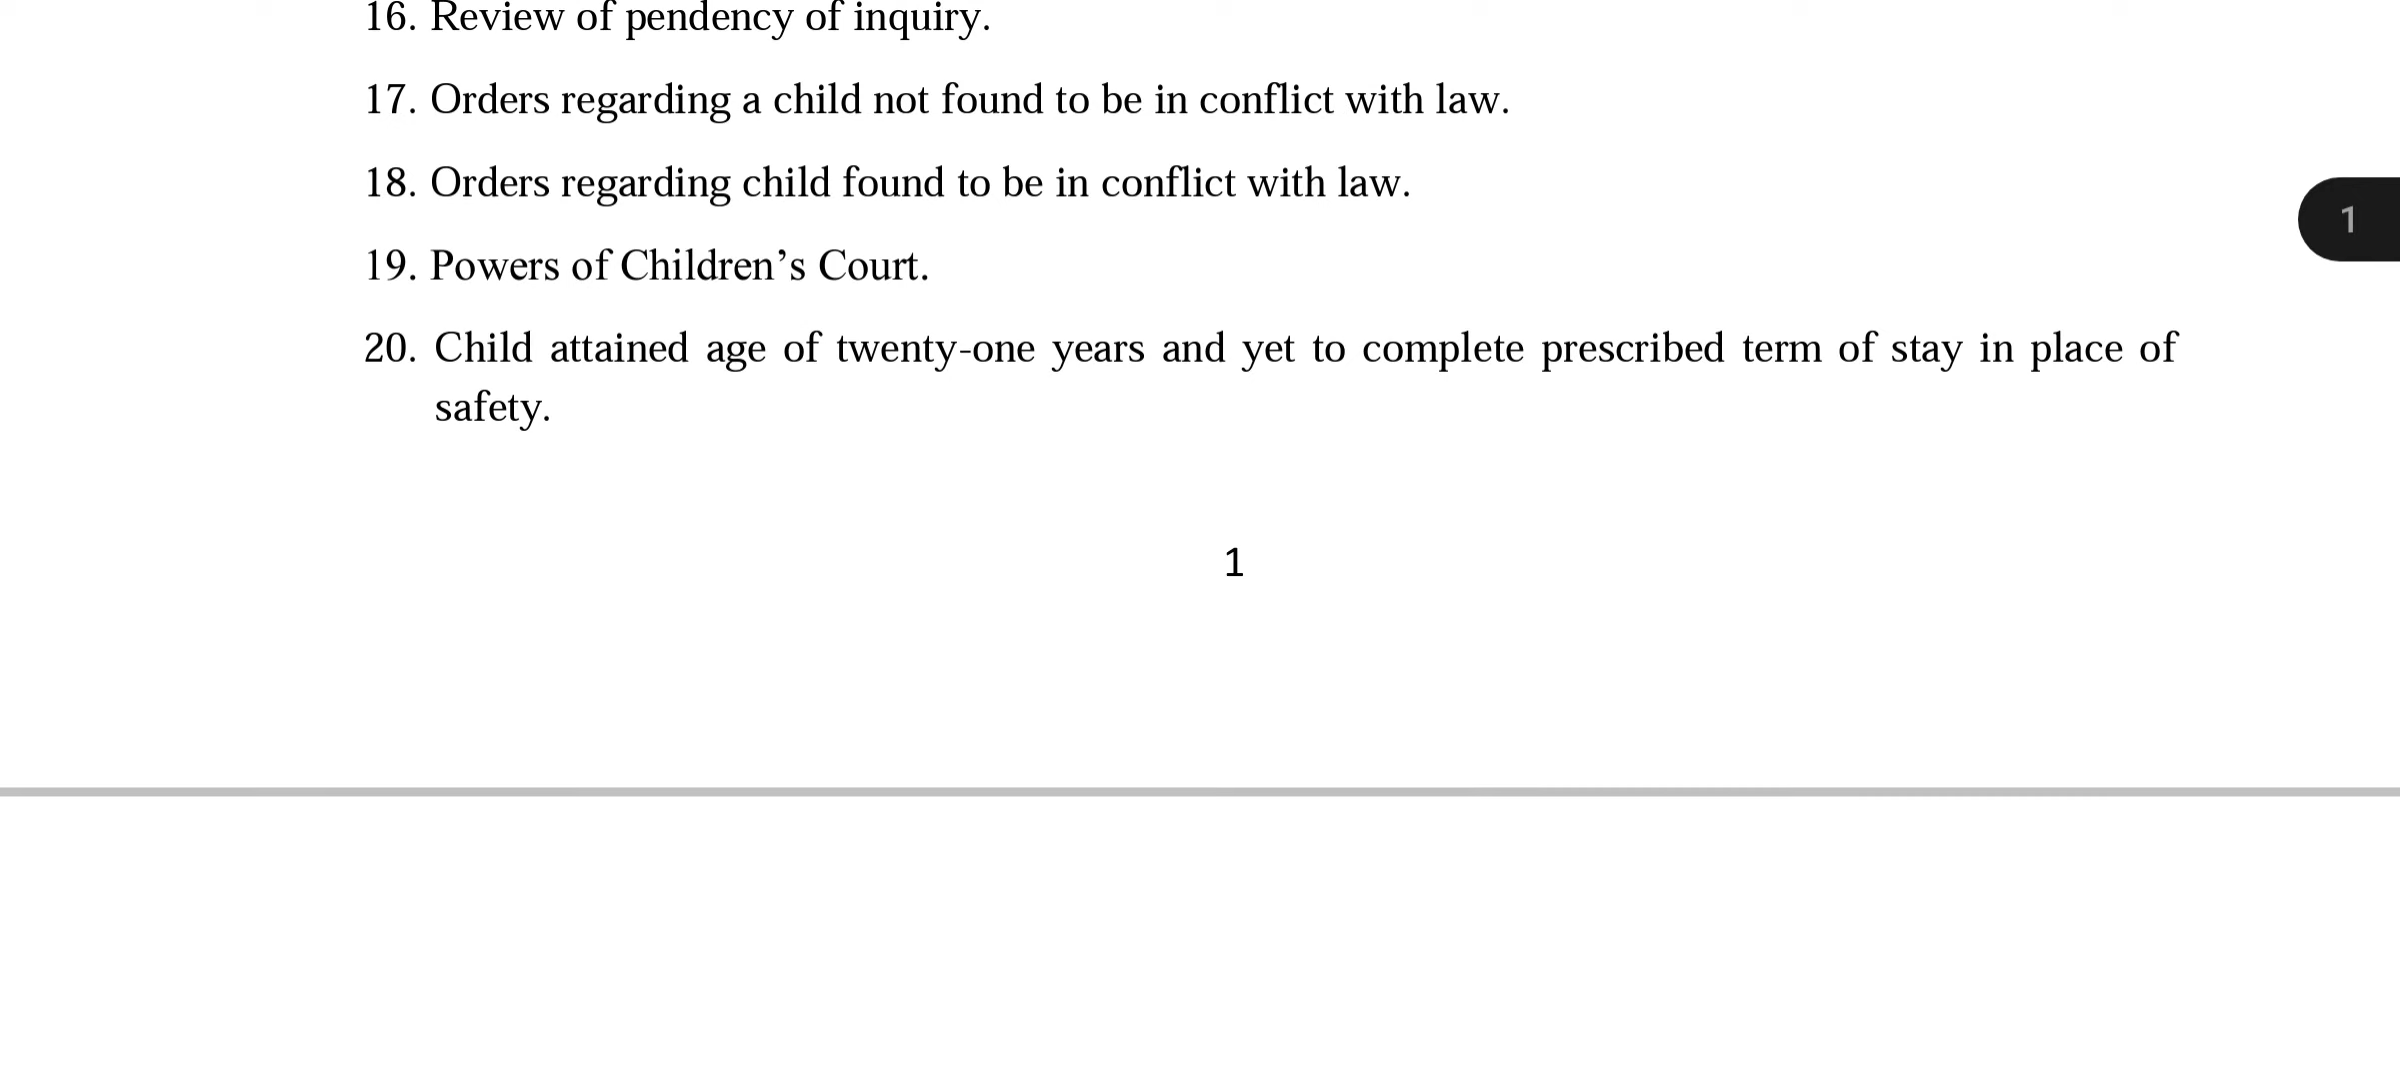 16. Review of pendency of inquiry.
17. Orders regarding a child not found to be in conflict with law.
18. Orders regarding child found to be in conflict with law.
1
19. Powers of Children’s Court.
20. Child attained age of twenty-one years and yet to complete prescribed term of stay in place of
safety.
1